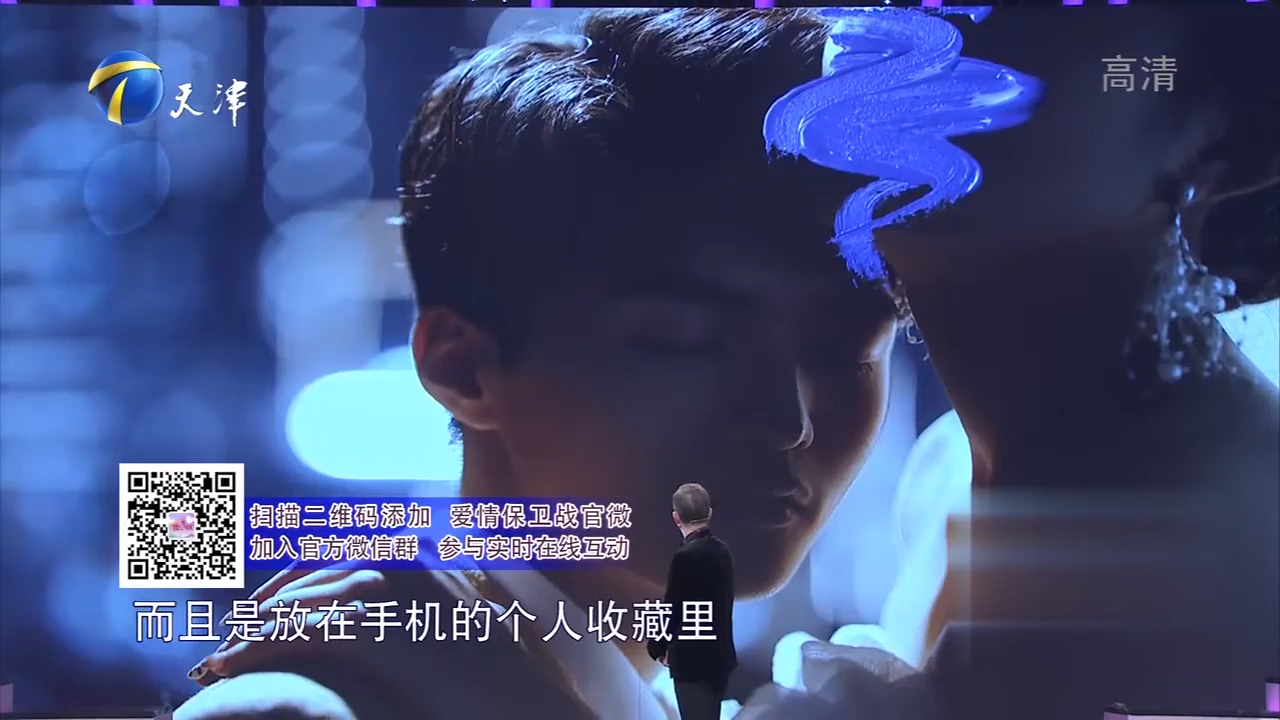 天津
高清
扫描二维码添加 爱情保卫战官微
加入官方微信群 参与实时在线互动
而且是放在手机的个人收藏里